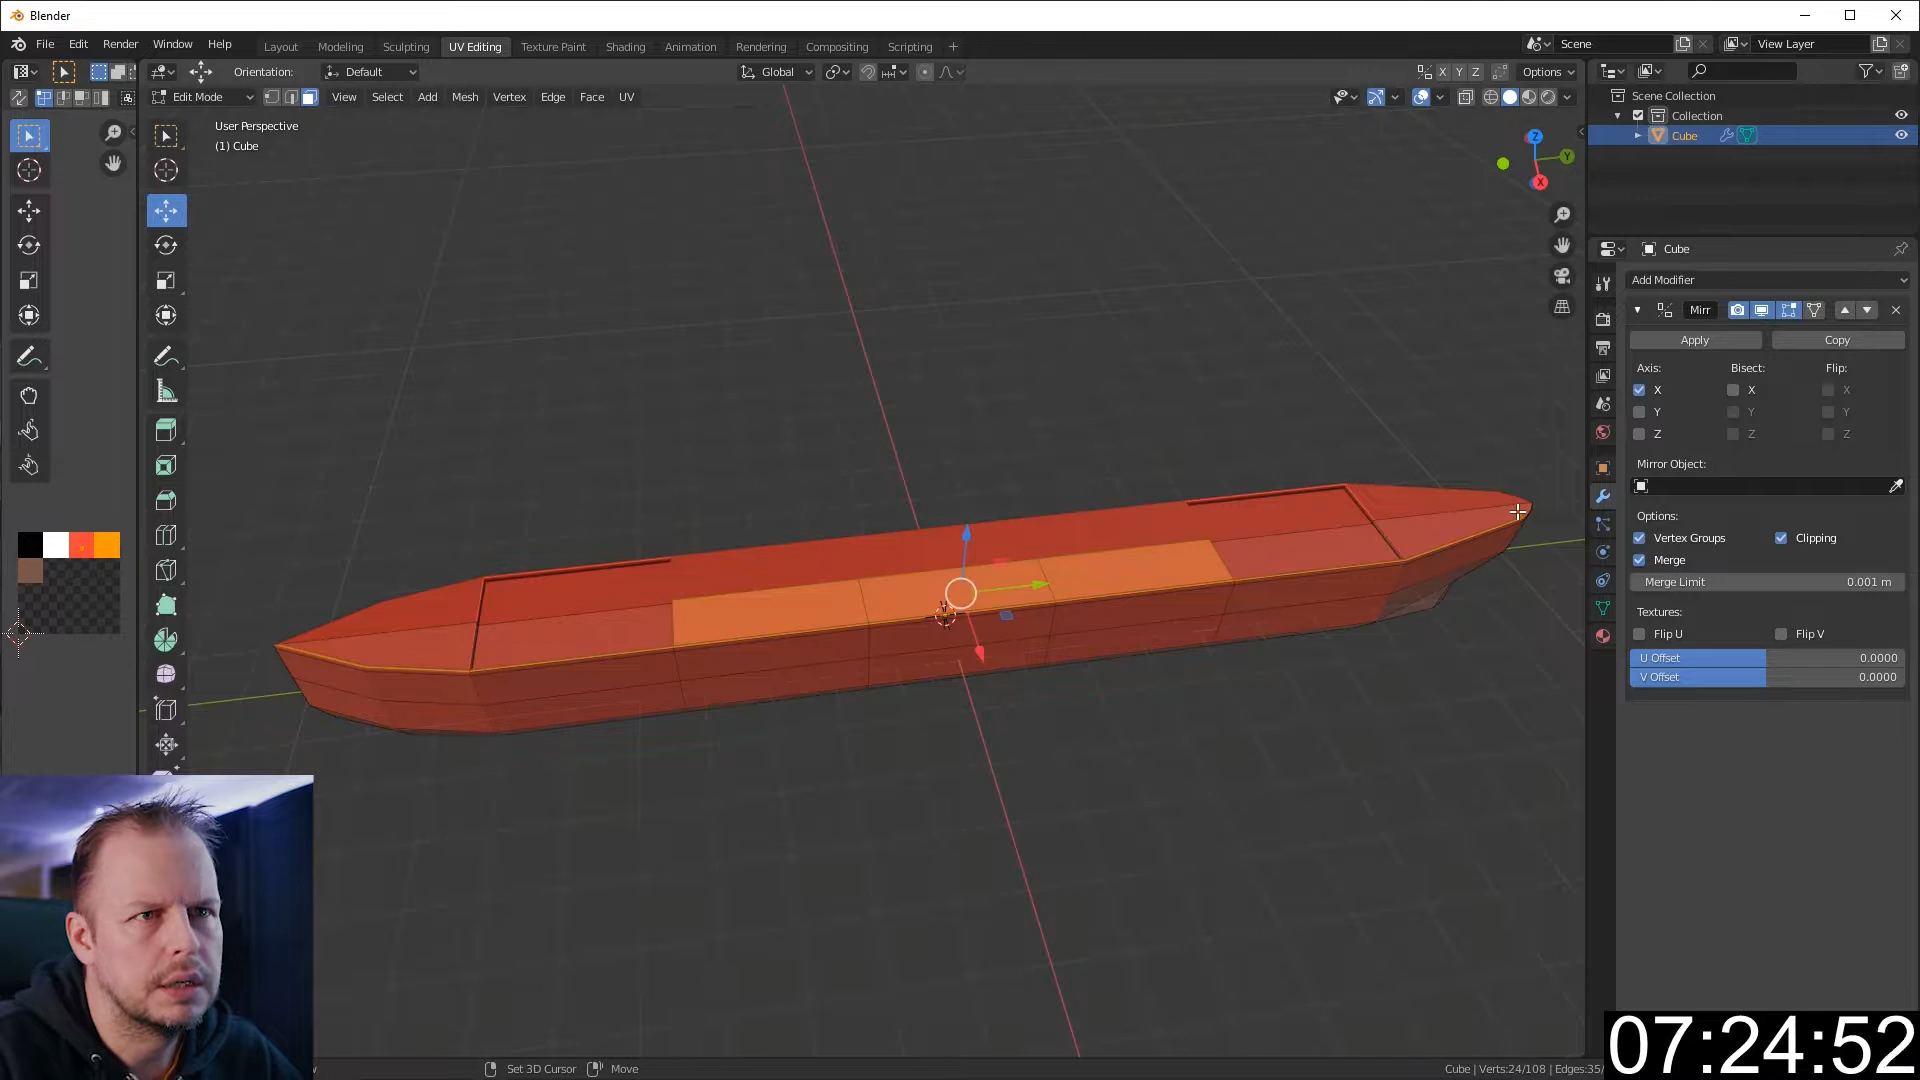 Blender
File Edit Render Window Help
Layout Modeling Sculpting UV Editing Texture Paint Shading Animation Rendering Compositing Scripting +
Scene
View Layer
Orientation: Default
Global
X Y Z
Options
Edit Mode
View Select Add Mesh Vertex Edge Face UV
User Perspective
(1) Cube
Z
Y
X
Scene Collection
Collection
Cube
Cube
Add Modifier
Mirr
Apply Copy
Axis: Bisect: Flip:
X X X
Y Y Y
Z Z Z
Mirror Object:
Options:
Vertex Groups Clipping
Merge
Merge Limit 0.001 m
Textures:
Flip U Flip V
U Offset 0.0000
V Offset 0.0000
Set 3D Cursor Move
Cube | Verts:24/108 | Edges:35/
07:24:52